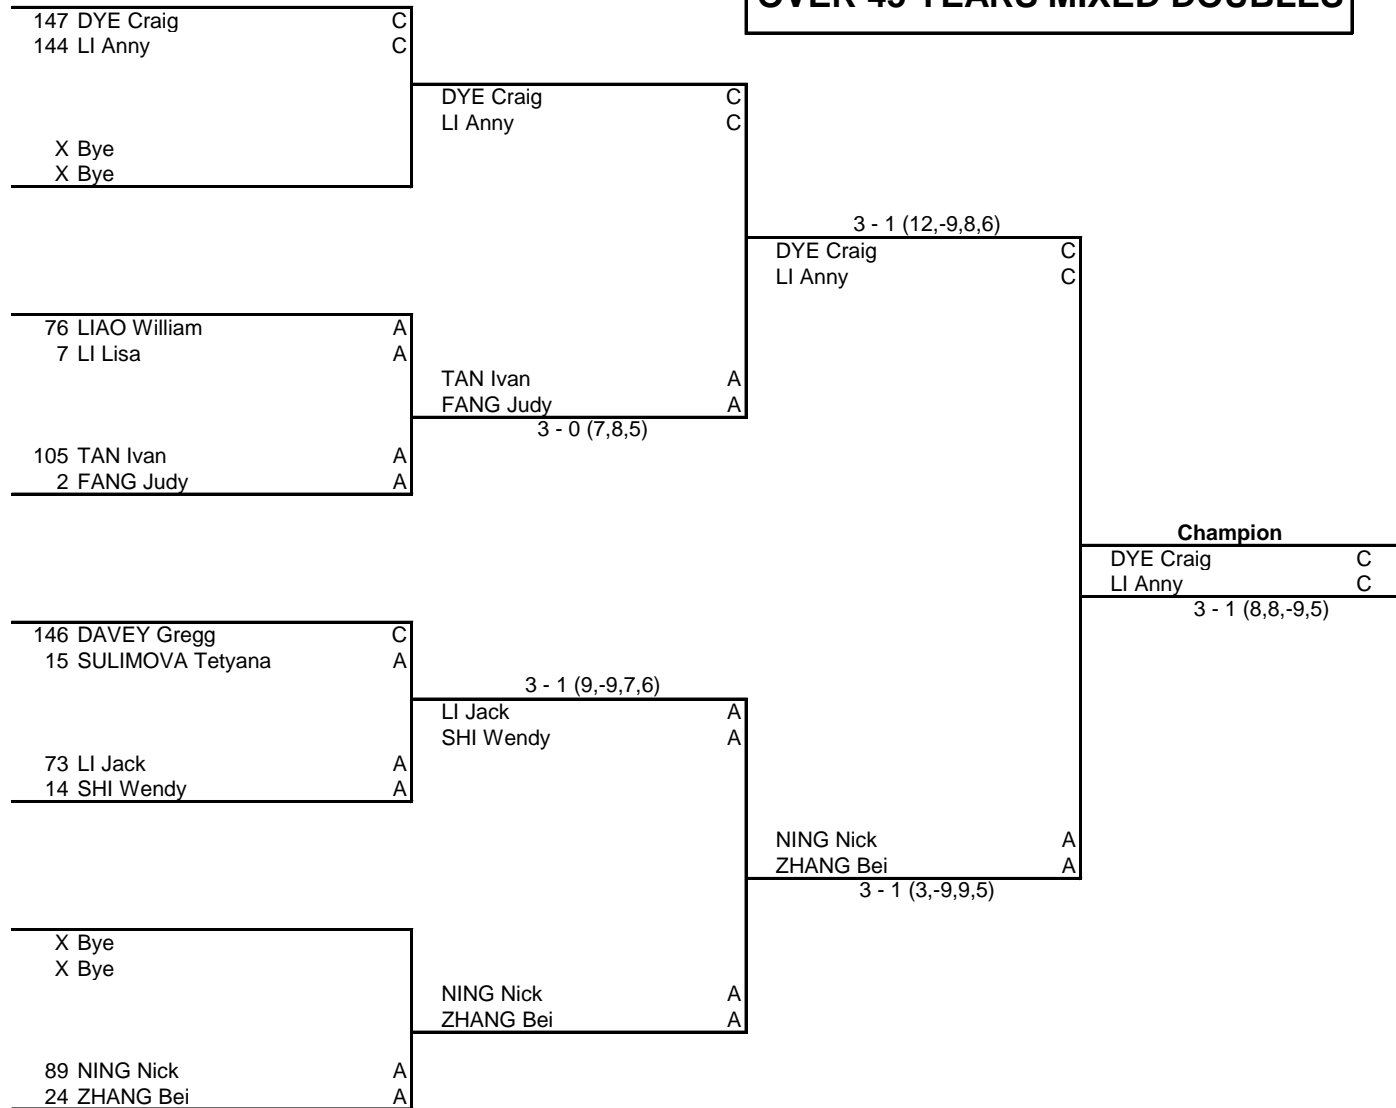 OVER 45 YEARS MIXED DOUBLES
147 DYE Craig C
144 LI Anny C
X Bye
X Bye
DYE Craig C
LI Anny C
3 - 1 (12,-9,8,6)
DYE Craig C
LI Anny C
76 LIAO William A
7 LI Lisa A
TAN Ivan A
FANG Judy A
3 - 0 (7,8,5)
105 TAN Ivan A
2 FANG Judy A
Champion
DYE Craig C
LI Anny C
3 - 1 (8,8,-9,5)
146 DAVEY Gregg C
15 SULIMOVA Tetyana A
3 - 1 (9,-9,7,6)
LI Jack A
SHI Wendy A
73 LI Jack A
14 SHI Wendy A
NING Nick A
ZHANG Bei A
3 - 1 (3,-9,9,5)
X Bye
X Bye
NING Nick A
ZHANG Bei A
89 NING Nick A
24 ZHANG Bei A